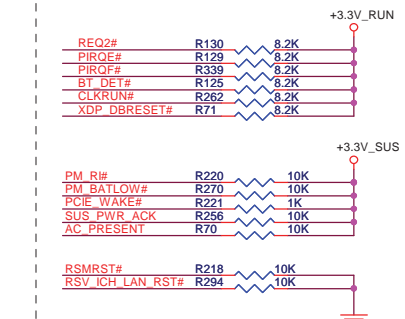 +3.3V_RUN
REQ2# R130 8.2K
PIRQE# R129 8.2K
PIRQF# R339 8.2K
BT_DET# R125 8.2K
CLKRUN# R262 8.2K
XDP_DBRESET# R71 8.2K
+3.3V_SUS
PM_RI# R220 10K
PM_BATLOW# R270 10K
PCIE_WAKE# R221 1K
SUS_PWR_ACK R256 10K
AC_PRESENT R70 10K
RSMRST# R218 10K
RSV_ICH_LAN_RST# R294 10K